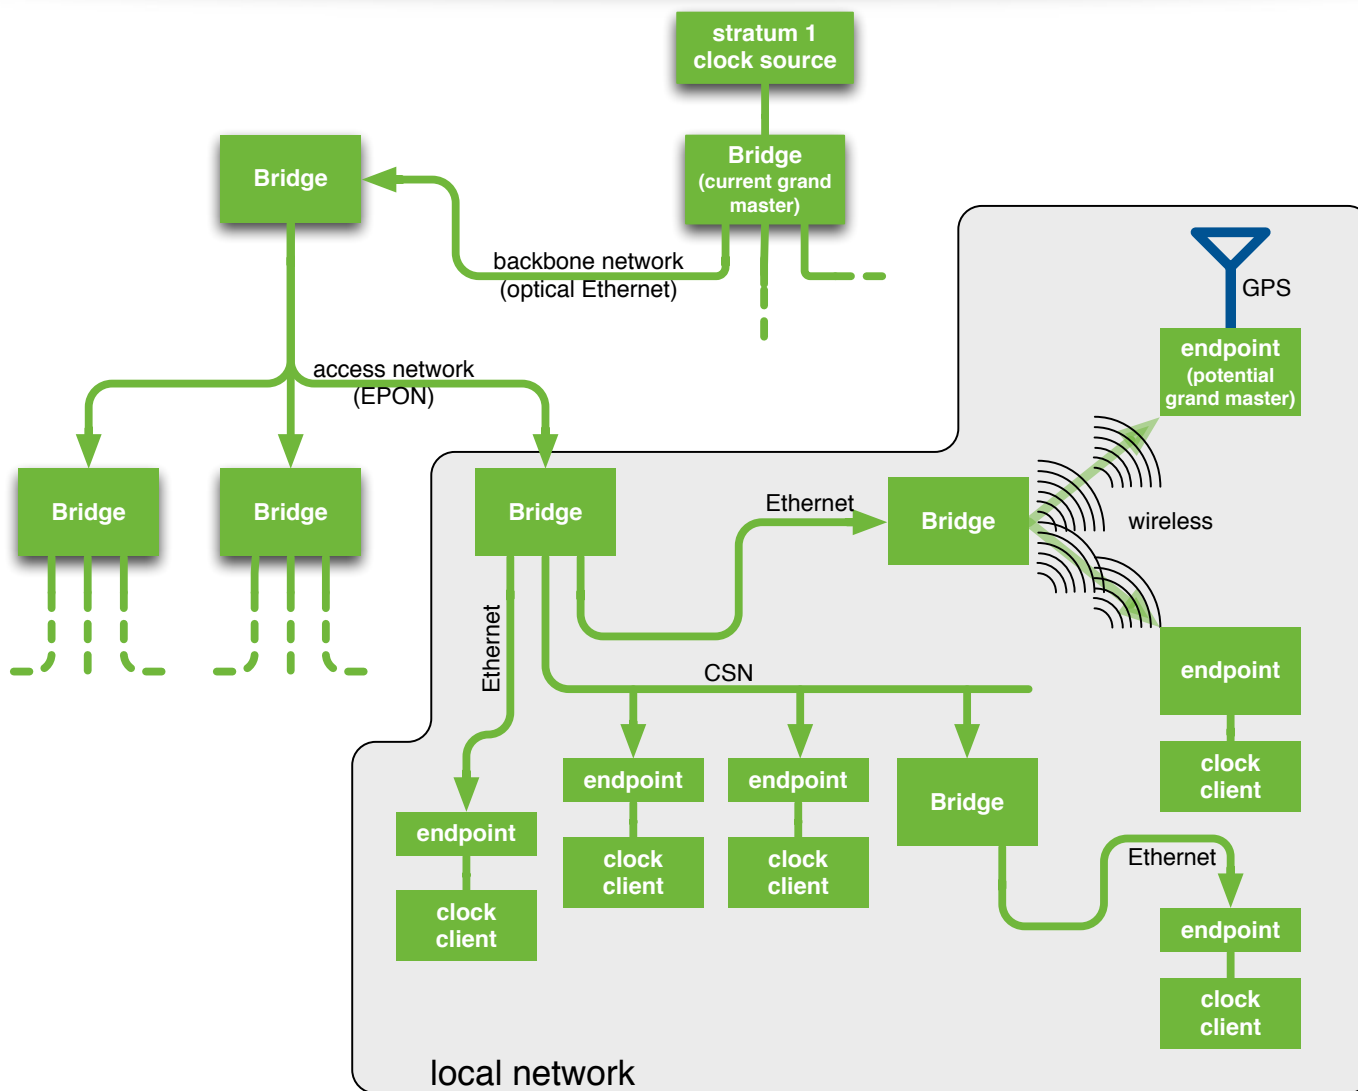 stratum 1
clock source
Bridge
(current grand
master)
Bridge
backbone network
(optical Ethernet)
GPS
endpoint
(potential
grand master)
access network
(EPON)
Bridge
Bridge
Bridge
Ethernet
Bridge
wireless
Ethernet
CSN
endpoint
clock
client
endpoint
clock
client
endpoint
clock
client
endpoint
clock
client
Bridge
Ethernet
endpoint
clock
client
local network